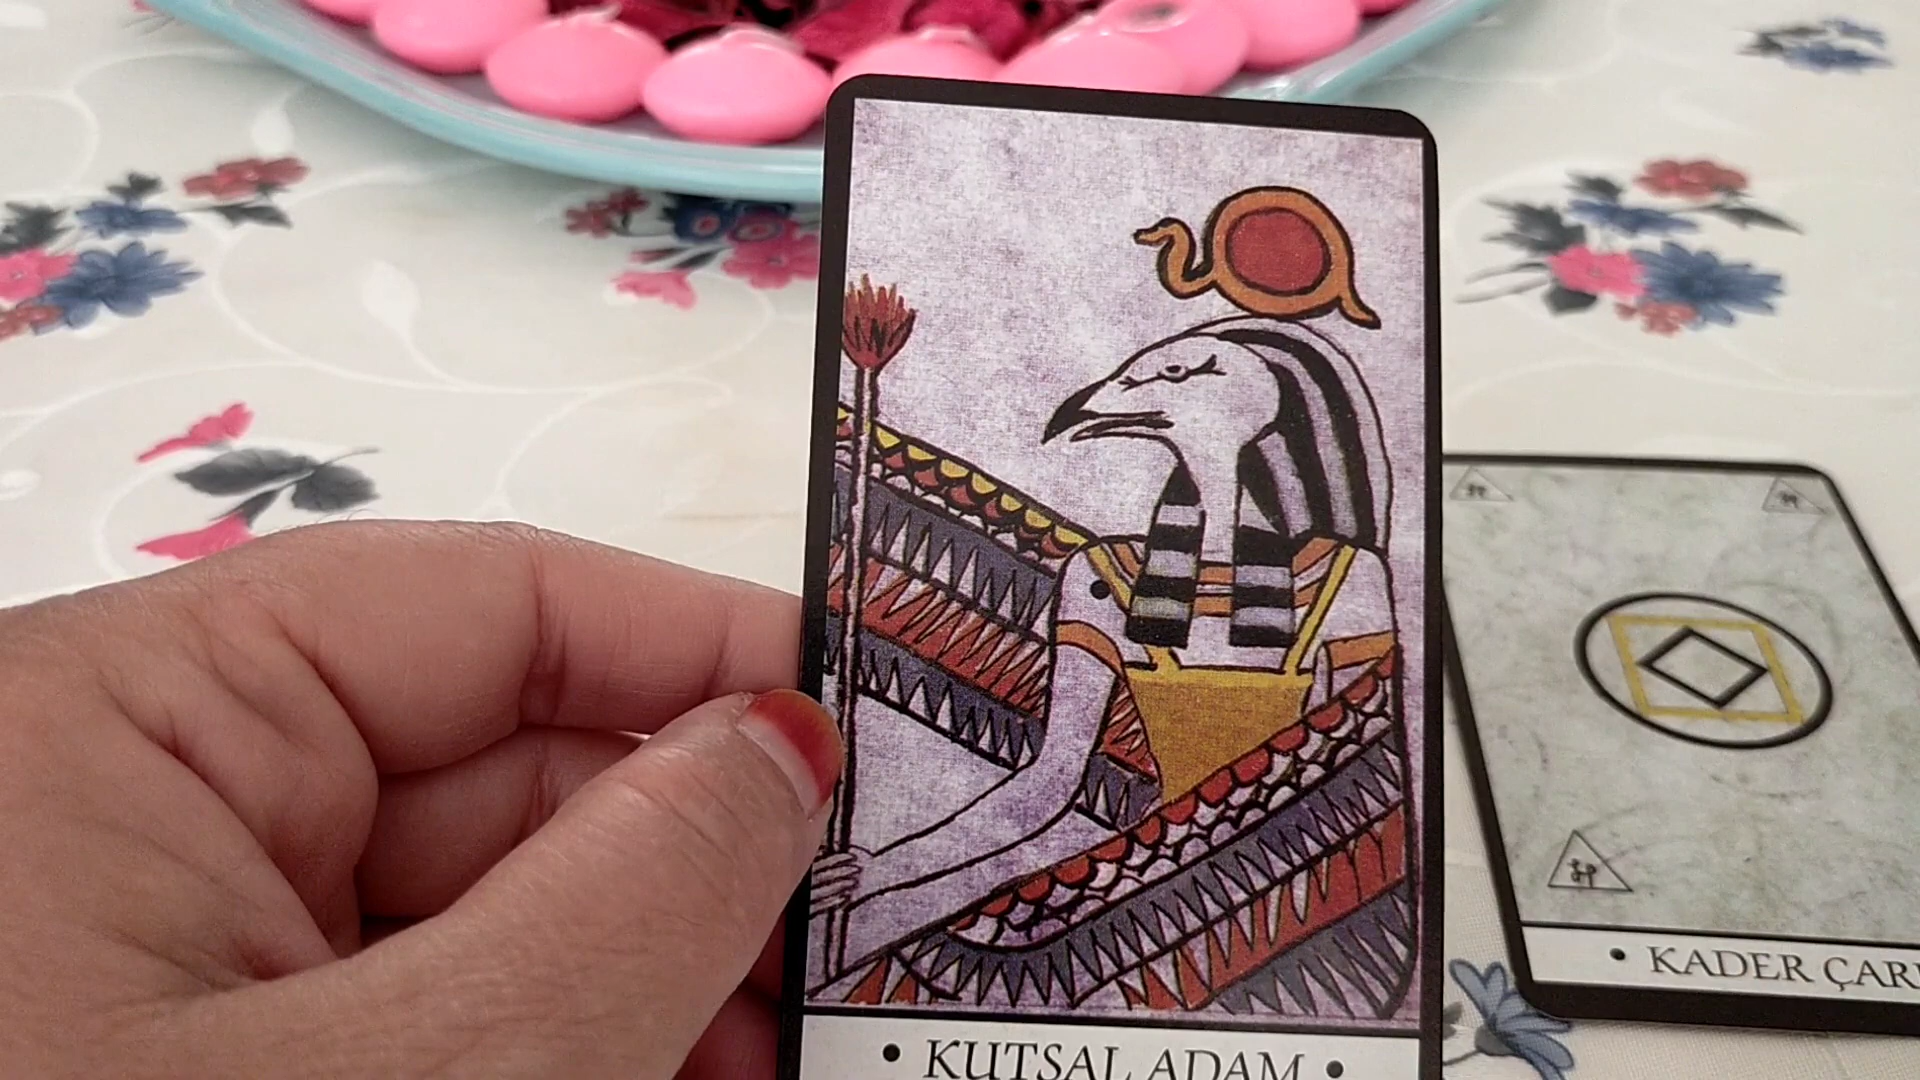 • KUTSAL ADAM •
• KADER ÇAR